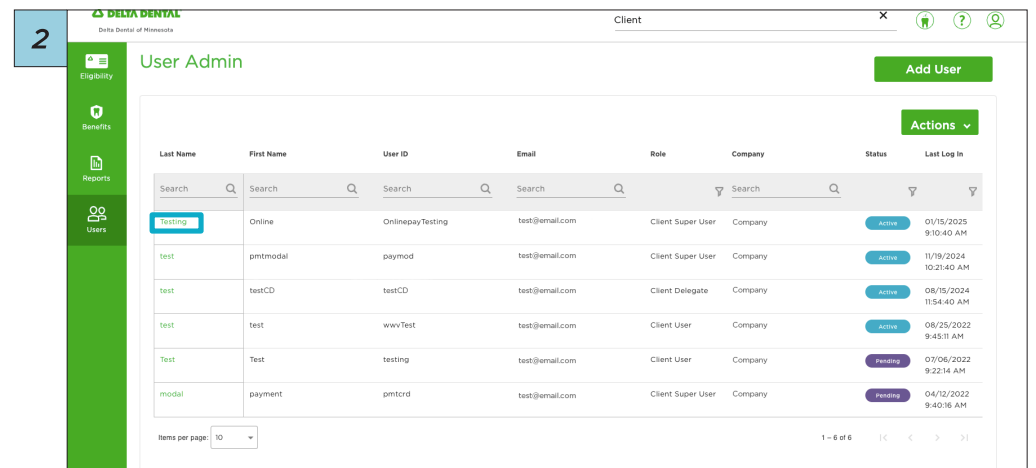 2
DELTA DENTAL
Delta Dental of Minnesota
Client
×
?
Eligibility
Benefits
Reports
Users
User Admin
Add User
Actions
Last Name First Name User ID Email Role Company Status Last Log In
Search Search Search Search Search
Testing Online OnlinepayTesting test@email.com Client Super User Company Active 01/15/2025
9:10:40 AM
test pmtmodal paymod test@email.com Client Super User Company Active 11/19/2024
10:21:40 AM
test testCD testCD test@email.com Client Delegate Company Active 08/15/2024
11:54:40 AM
test test wwvTest test@email.com Client User Company Active 08/25/2022
9:45:11 AM
Test Test testing test@email.com Client User Company Pending 07/06/2022
9:22:14 AM
modal payment pmtcrd test@email.com Client Super User Company Pending 04/12/2022
9:40:16 AM
Items per page: 10 1 – 6 of 6